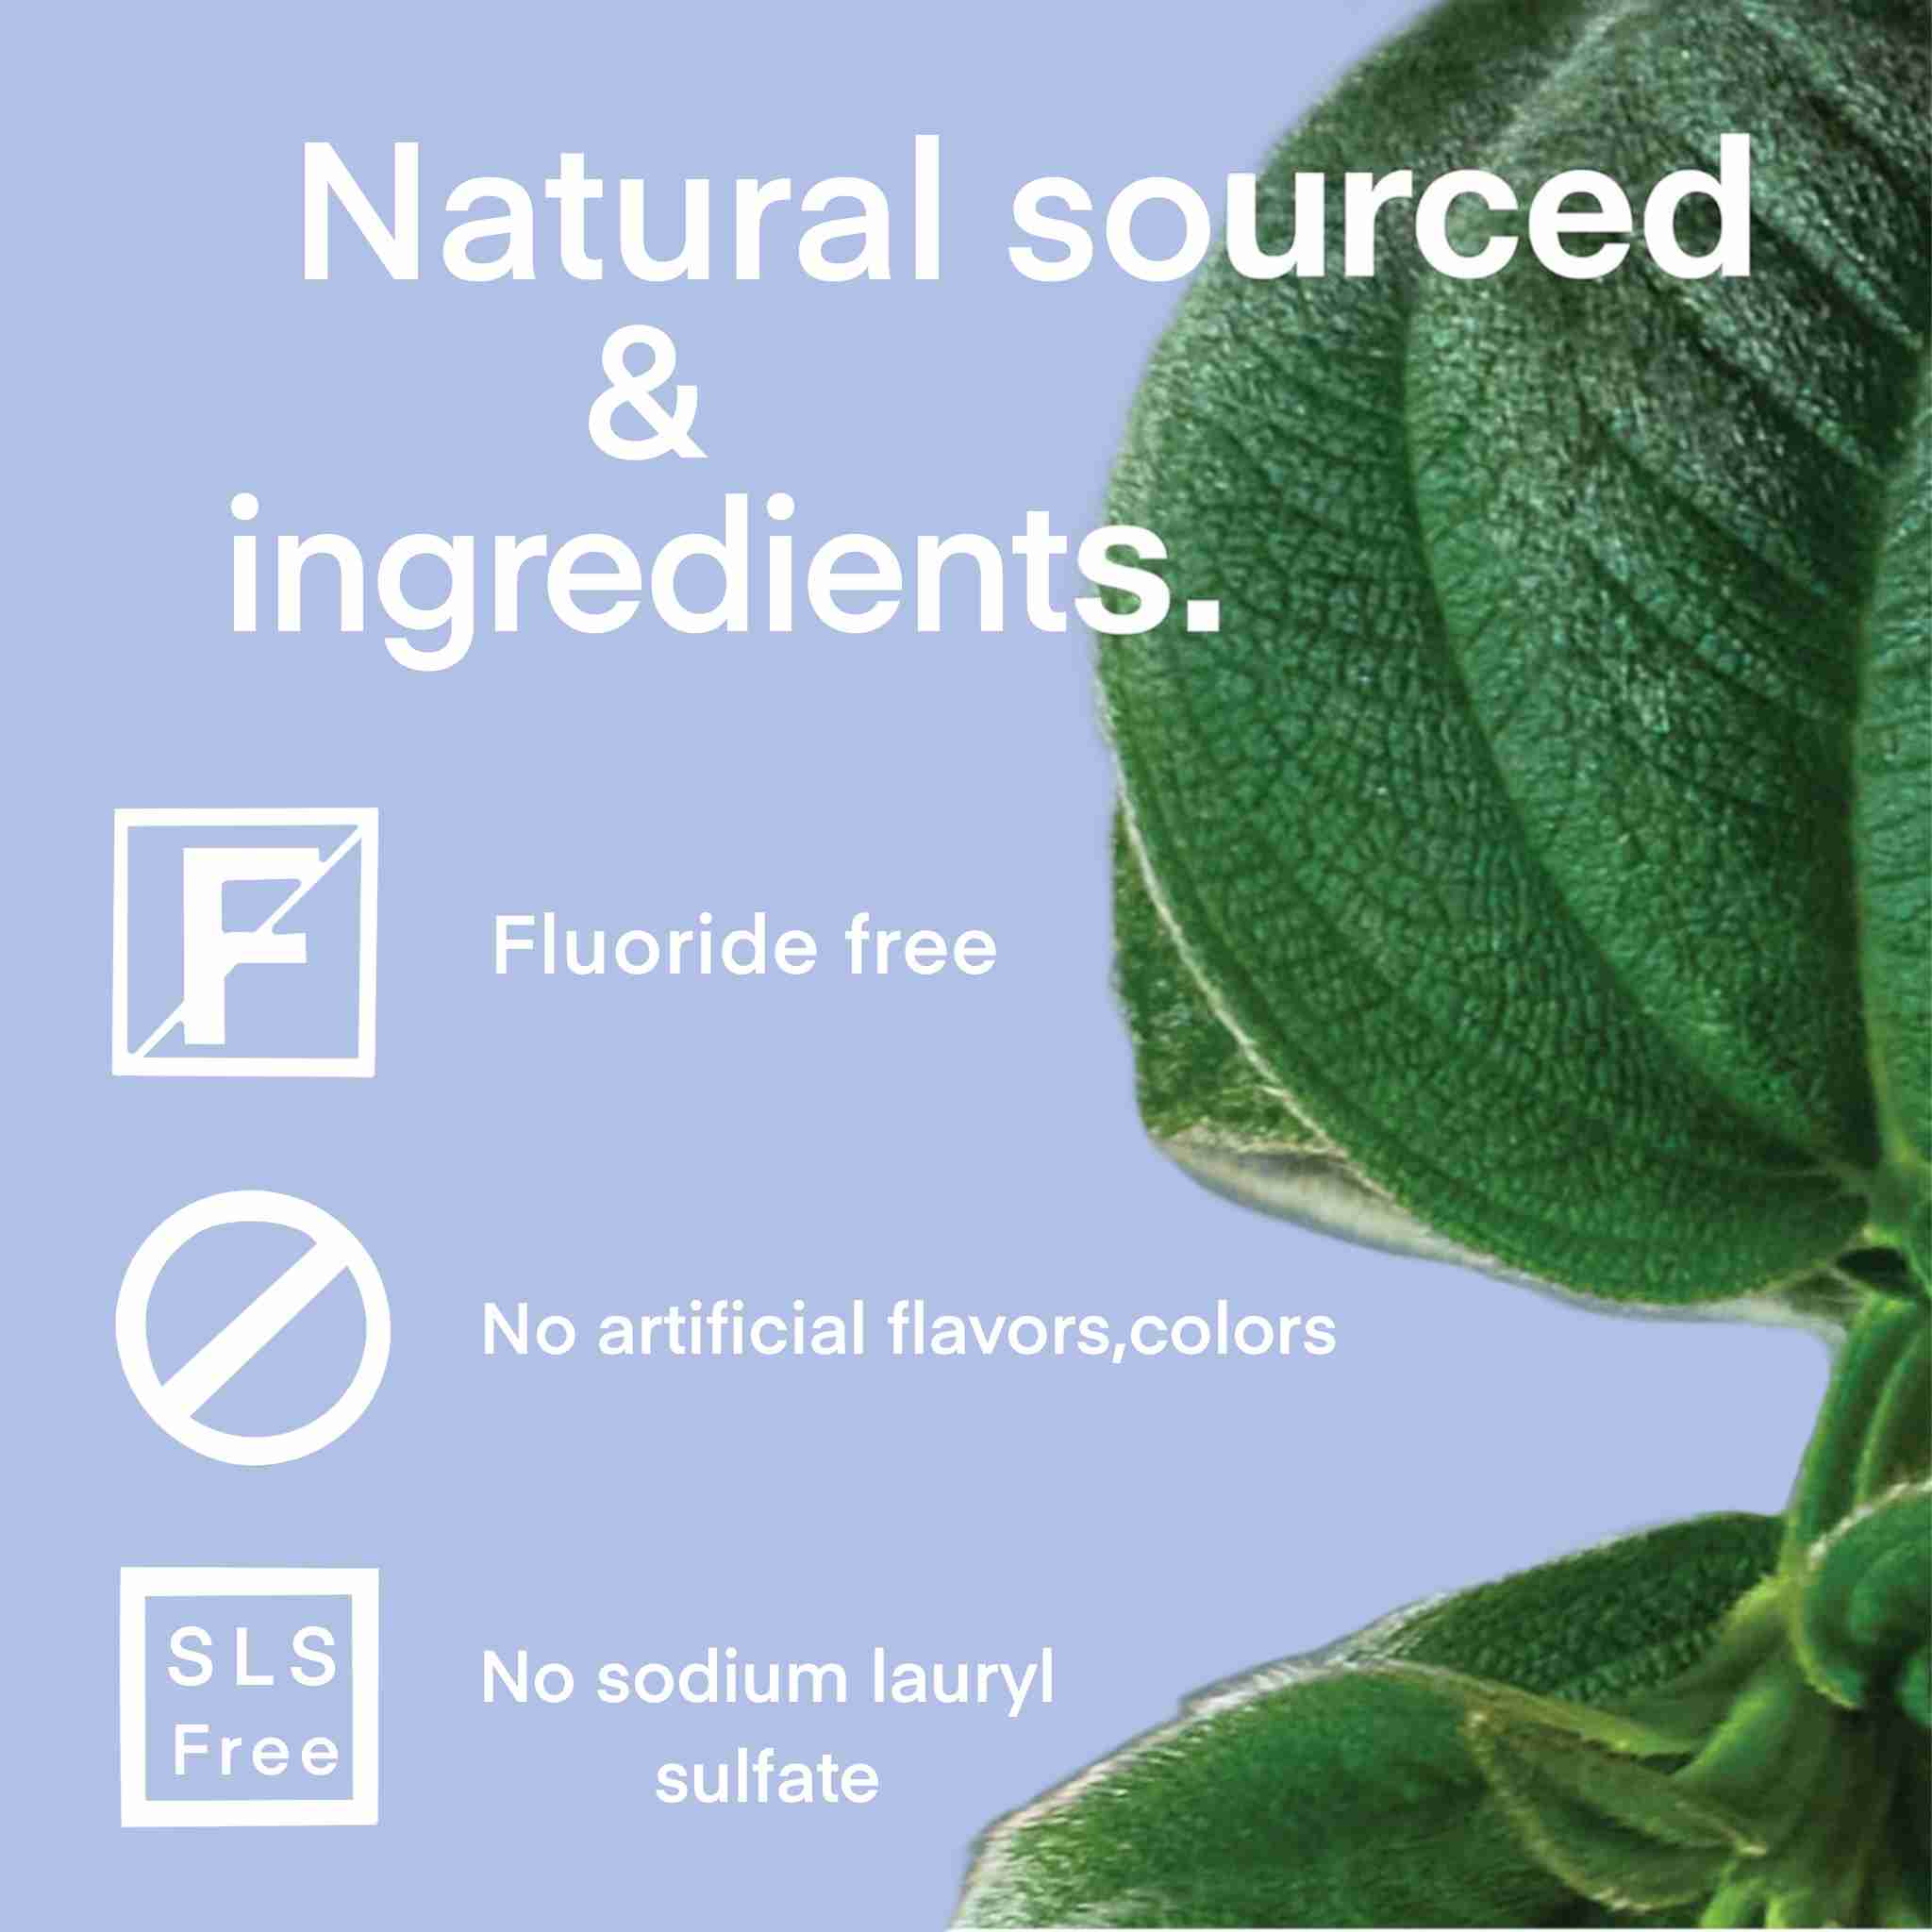 Natural sourced
&
ingredients.
F
Fluoride free
No artificial flavors,colors
SLS
Free
No sodium lauryl
sulfate